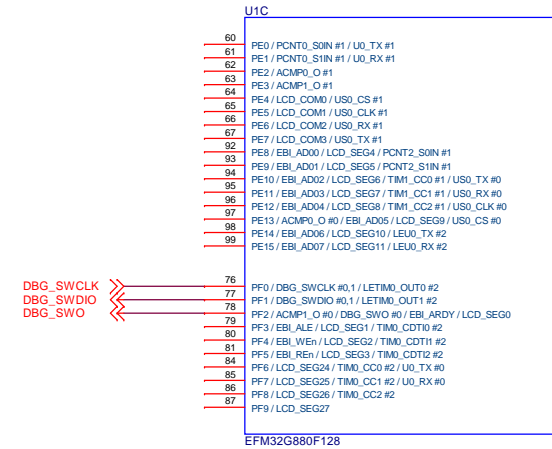 U1C
60 PE0 / PCNT0_S0IN #1 / U0_TX #1
61 PE1 / PCNT0_S1IN #1 / U0_RX #1
62 PE2 / ACMP0_O #1
63 PE3 / ACMP1_O #1
64 PE4 / LCD_COM0 / US0_CS #1
65 PE5 / LCD_COM1 / US0_CLK #1
66 PE6 / LCD_COM2 / US0_RX #1
67 PE7 / LCD_COM3 / US0_TX #1
92 PE8 / EBI_AD00 / LCD_SEG4 / PCNT2_S0IN #1
93 PE9 / EBI_AD01 / LCD_SEG5 / PCNT2_S1IN #1
94 PE10 / EBI_AD02 / LCD_SEG6 / TIM1_CC0 #1 / US0_TX #0
95 PE11 / EBI_AD03 / LCD_SEG7 / TIM1_CC1 #1 / US0_RX #0
96 PE12 / EBI_AD04 / LCD_SEG8 / TIM1_CC2 #1 / US0_CLK #0
97 PE13 / ACMP0_O #0 / EBI_AD05 / LCD_SEG9 / US0_CS #0
98 PE14 / EBI_AD06 / LCD_SEG10 / LEU0_TX #2
99 PE15 / EBI_AD07 / LCD_SEG11 / LEU0_RX #2
DBG_SWCLK 76 PF0 / DBG_SWCLK #0,1 / LETIM0_OUT0 #2
DBG_SWDIO 77 PF1 / DBG_SWDIO #0,1 / LETIM0_OUT1 #2
DBG_SWO 78 PF2 / ACMP1_O #0 / DBG_SWO #0 / EBI_ARDY / LCD_SEG0
79 PF3 / EBI_ALE / LCD_SEG1 / TIM0_CDTI0 #2
80 PF4 / EBI_WEn / LCD_SEG2 / TIM0_CDTI1 #2
81 PF5 / EBI_REn / LCD_SEG3 / TIM0_CDTI2 #2
84 PF6 / LCD_SEG24 / TIM0_CC0 #2 / U0_TX #0
85 PF7 / LCD_SEG25 / TIM0_CC1 #2 / U0_RX #0
86 PF8 / LCD_SEG26 / TIM0_CC2 #2
87 PF9 / LCD_SEG27
EFM32G880F128